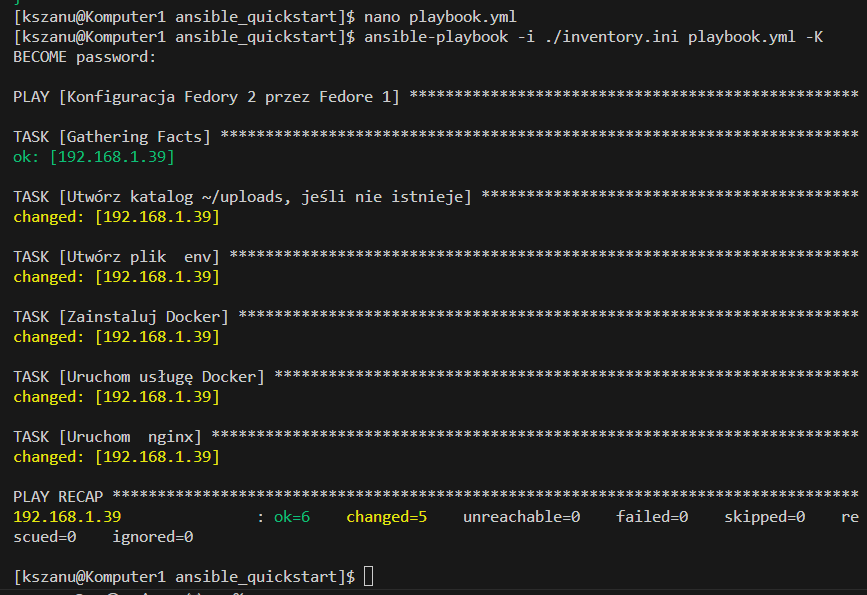 [kszanu@Komputer1 ansible_quickstart]$ nano playbook.yml
[kszanu@Komputer1 ansible_quickstart]$ ansible-playbook -i ./inventory.ini playbook.yml -K
BECOME password:
PLAY [Konfiguracja Fedory 2 przez Fedore 1] **************************************************
TASK [Gathering Facts] ***********************************************************************
ok: [192.168.1.39]
TASK [Utwórz katalog ~/uploads, jeśli nie istnieje] ******************************************
changed: [192.168.1.39]
TASK [Utwórz plik  env] **********************************************************************
changed: [192.168.1.39]
TASK [Zainstaluj Docker] *********************************************************************
changed: [192.168.1.39]
TASK [Uruchom usługę Docker] *****************************************************************
changed: [192.168.1.39]
TASK [Uruchom  nginx] ************************************************************************
changed: [192.168.1.39]
PLAY RECAP ***********************************************************************************
192.168.1.39               : ok=6    changed=5    unreachable=0    failed=0    skipped=0    re
scued=0    ignored=0
[kszanu@Komputer1 ansible_quickstart]$